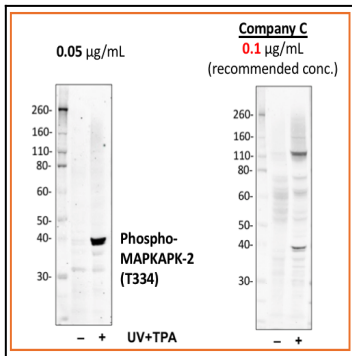 Company C
0.05 µg/mL
0.1 µg/mL
(recommended conc.)
260-
160-
110-
80-
60-
50-
40-
30-
Phospho-
MAPKAPK-2
(T334)
260-
160-
110-
80-
60-
50-
40-
30-
– + UV+TPA – +